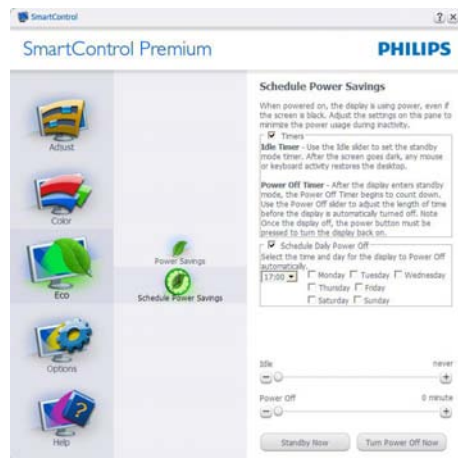 SmartControl
SmartControl Premium
PHILIPS
Adjust
Color
Eco
Options
Help
Power Savings
Schedule Power Savings
Schedule Power Savings
When powered on, the display is using power, even if
the screen is black. Adjust the settings on this pane to
minimize the power usage during inactivity.
Timers
Idle Timer - Use the Idle slider to set the standby
mode timer. After the screen goes dark, any mouse
or keyboard activity restores the desktop.
Power Off Timer - After the display enters standby
mode, the Power Off Timer begins to count down.
Use the Power Off slider to adjust the length of time
before the display is automatically turned off. Note
Once the display off, the power button must be
pressed to turn the display back on.
Schedule Daily Power Off
Select the time and day for the display to Power Off
automatically.
17:00 Monday Tuesday Wednesday
Thursday Friday
Saturday Sunday
Idle never
Power Off 0 minute
Standby Now Turn Power Off Now